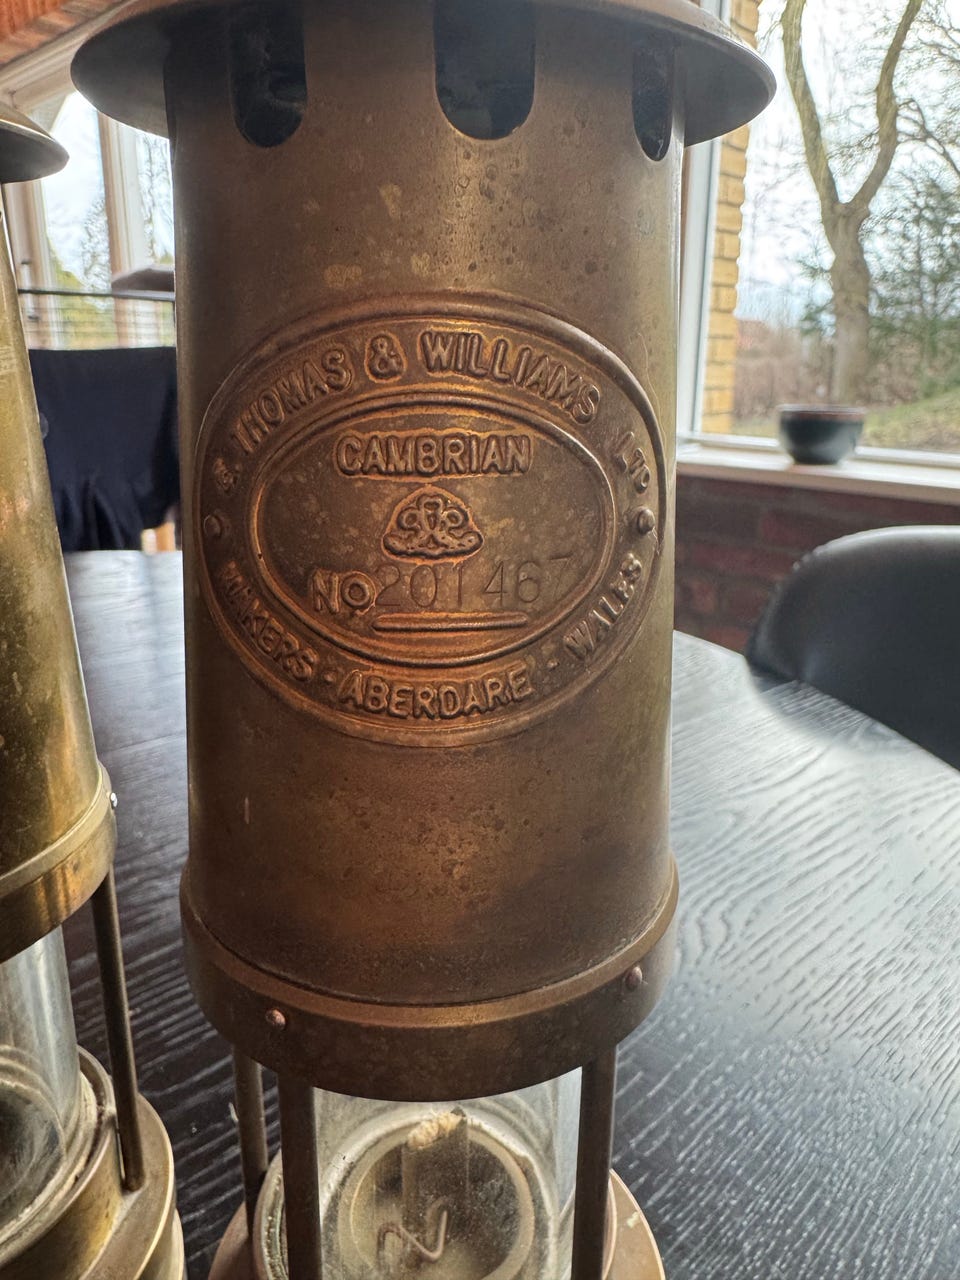 E. THOMAS & WILLIAMS LTD
CAMBRIAN
No 201467
MAKERS · ABERDARE · WALES